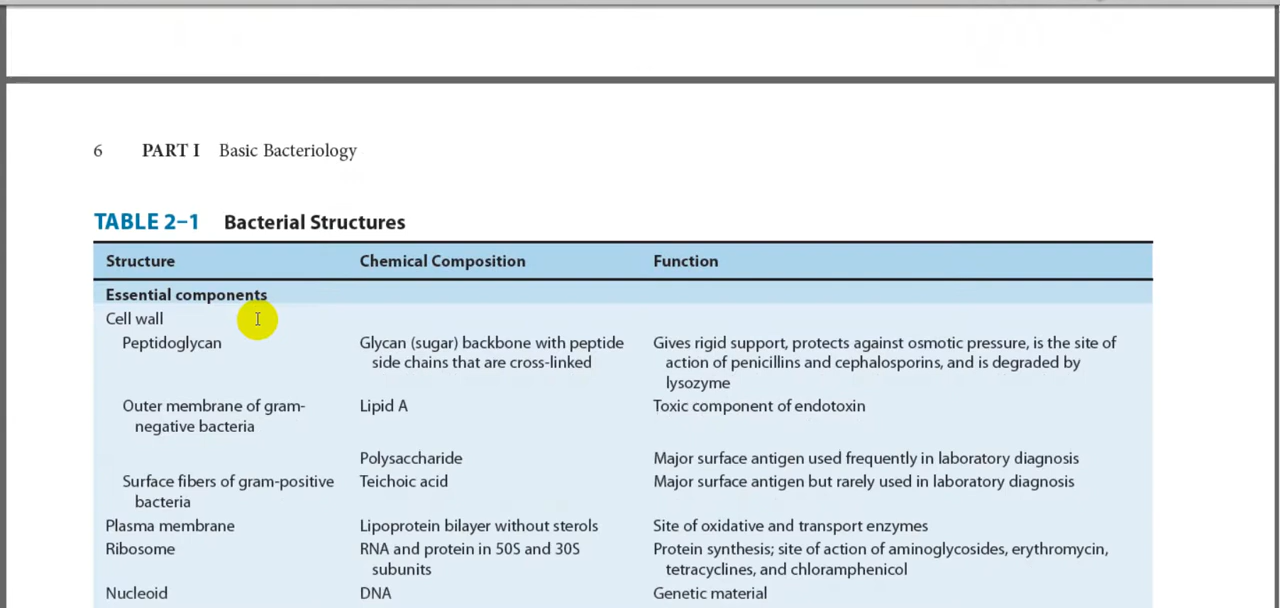 6 PART I Basic Bacteriology
TABLE 2–1 Bacterial Structures
Structure Chemical Composition Function
Essential components
Cell wall
Peptidoglycan Glycan (sugar) backbone with peptide Gives rigid support, protects against osmotic pressure, is the site of
side chains that are cross-linked action of penicillins and cephalosporins, and is degraded by
lysozyme
Outer membrane of gram- Lipid A Toxic component of endotoxin
negative bacteria
Polysaccharide Major surface antigen used frequently in laboratory diagnosis
Surface fibers of gram-positive Teichoic acid Major surface antigen but rarely used in laboratory diagnosis
bacteria
Plasma membrane Lipoprotein bilayer without sterols Site of oxidative and transport enzymes
Ribosome RNA and protein in 50S and 30S Protein synthesis; site of action of aminoglycosides, erythromycin,
subunits tetracyclines, and chloramphenicol
Nucleoid DNA Genetic material